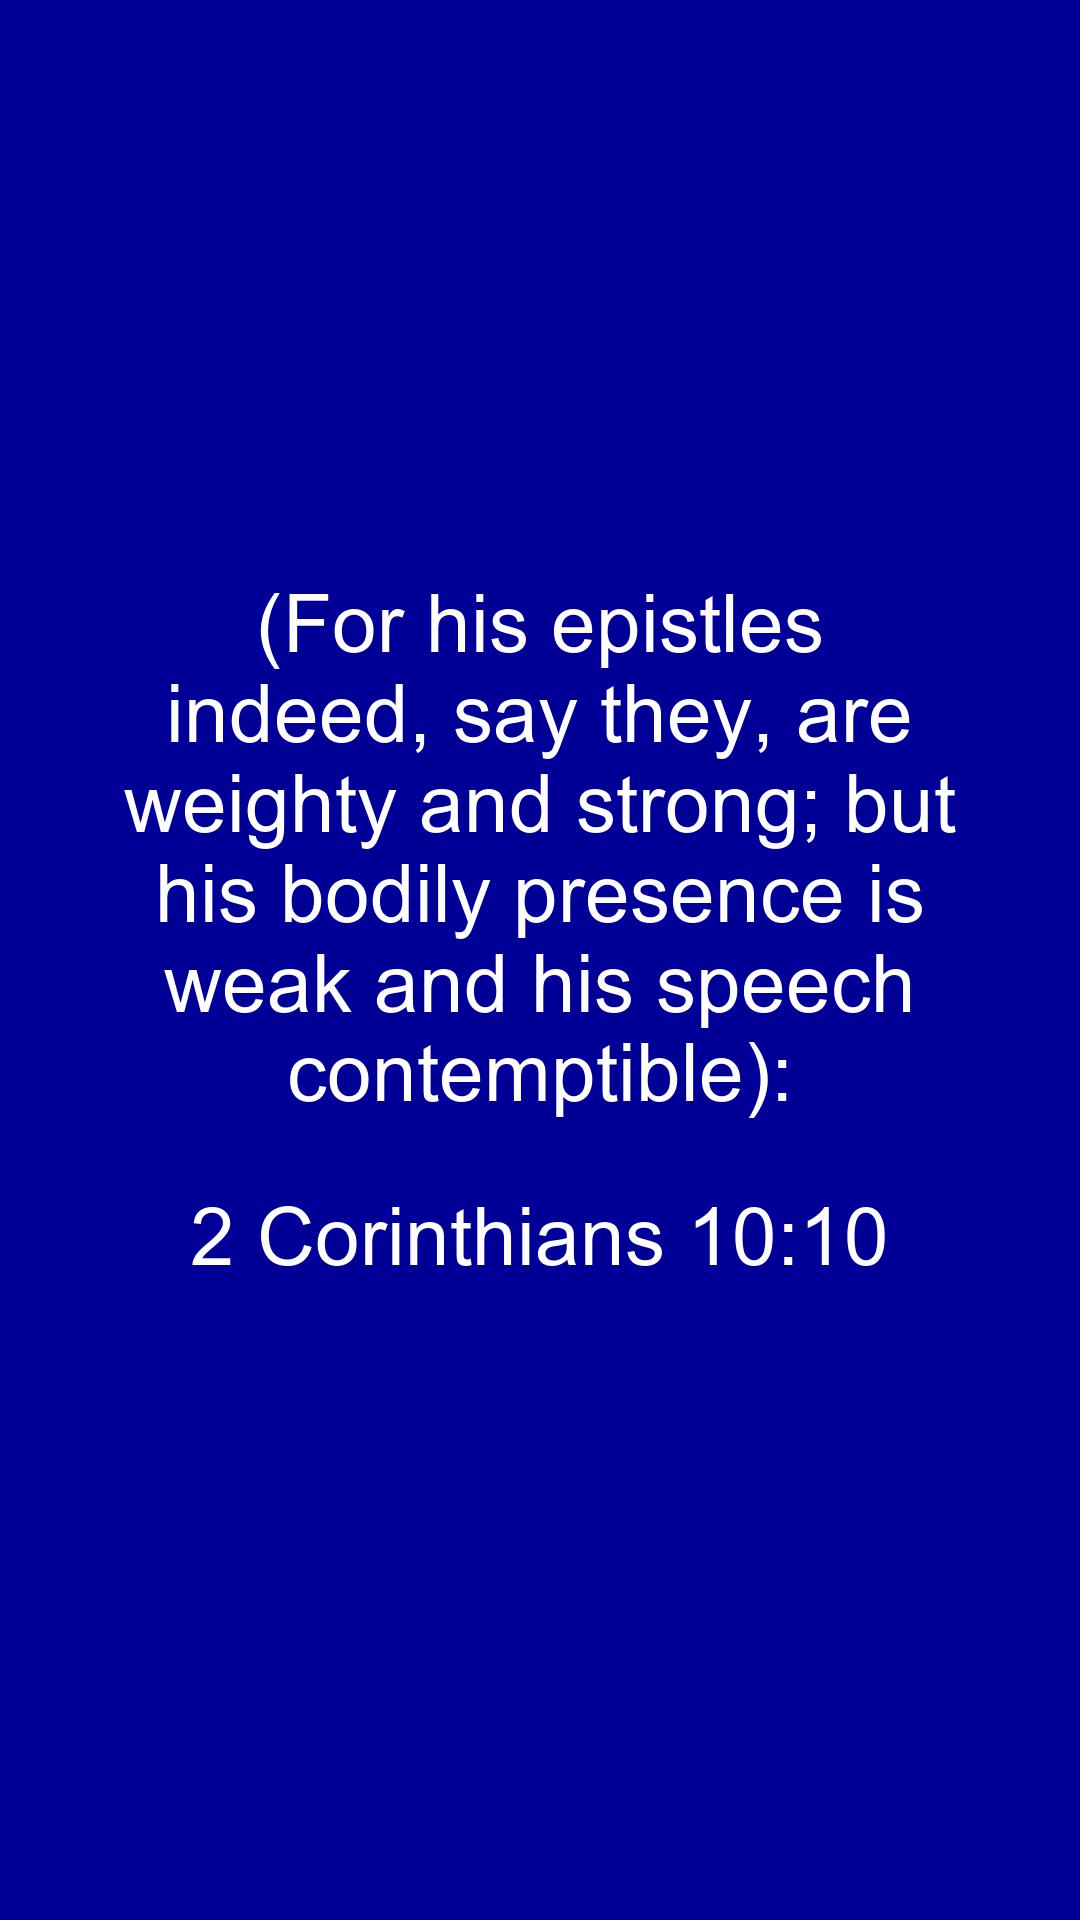 (For his epistles
indeed, say they, are
weighty and strong; but
his bodily presence is
weak and his speech
contemptible):
2 Corinthians 10:10